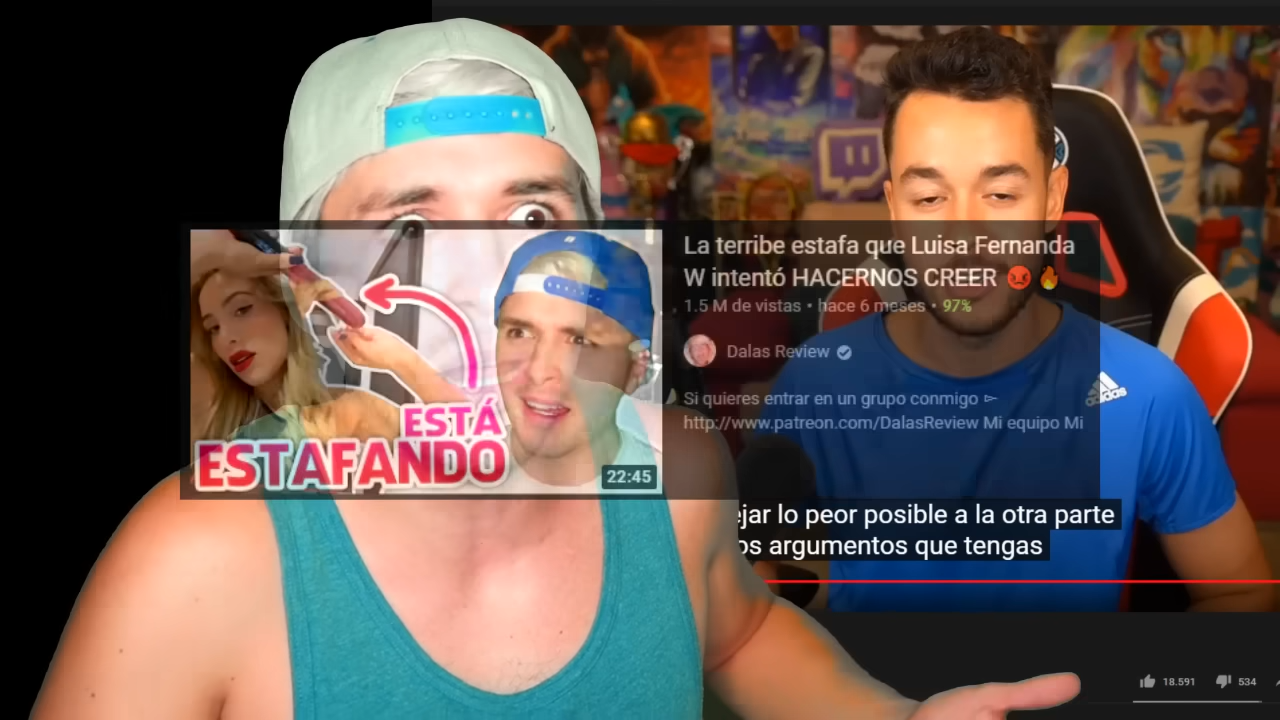 La terribe estafa que Luisa Fernanda
W intentó HACERNOS CREER 😡 🔥
1.5 M de vistas • hace 6 meses • 97%
Dalas Review
Si quieres entrar en un grupo conmigo ▻
http://www.patreon.com/DalasReview Mi equipo Mi
ESTÁ
ESTAFANDO
22:45
adidas
ejar lo peor posible a la otra parte
os argumentos que tengas
18.591 534